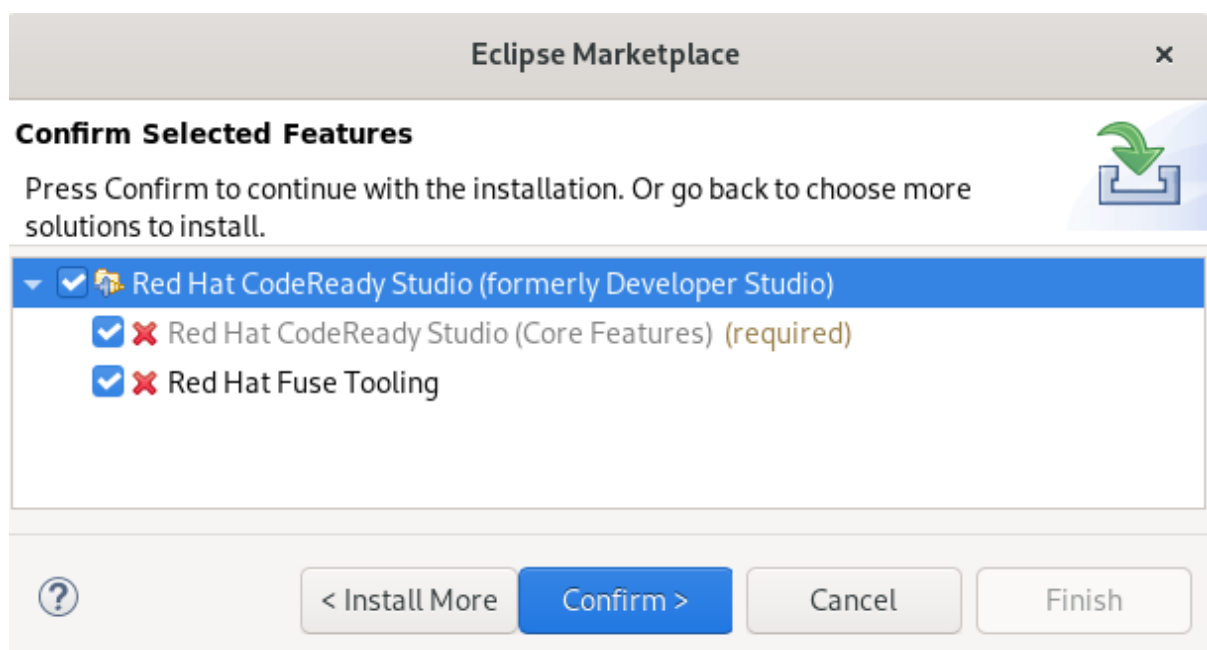 Eclipse Marketplace
Confirm Selected Features
Press Confirm to continue with the installation. Or go back to choose more
solutions to install.
Red Hat CodeReady Studio (formerly Developer Studio)
Red Hat CodeReady Studio (Core Features) (required)
Red Hat Fuse Tooling
< Install More
Confirm >
Cancel
Finish